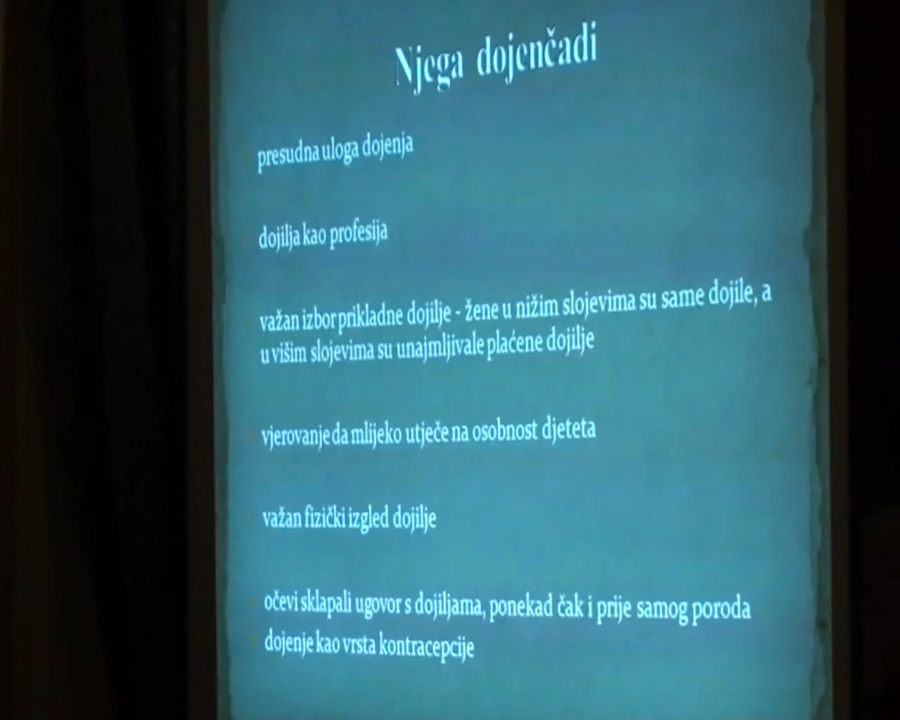 Njega dojenčadi
presudna uloga dojenja
dojilja kao profesija
važan izbor prikladne dojilje - žene u nižim slojevima su same dojile, a
u višim slojevima su unajmljivale plaćene dojilje
vjerovanje da mlijeko utječe na osobnost djeteta
važan fizički izgled dojilje
očevi sklapali ugovor s dojiljama, ponekad čak i prije samog poroda
dojenje kao vrsta kontracepcije